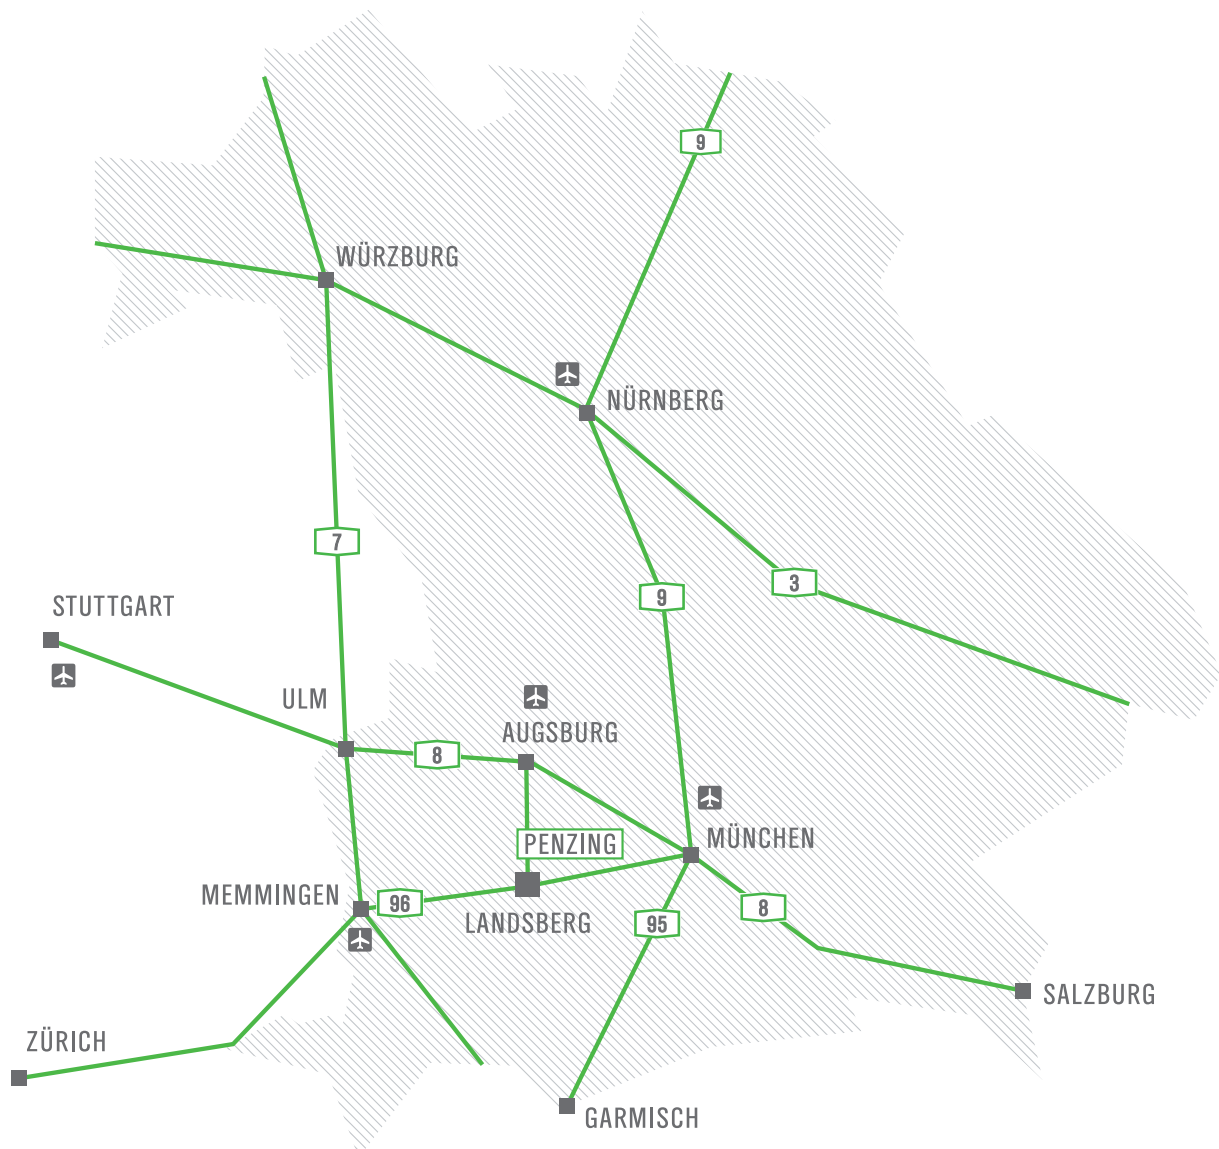 9
WÜRZBURG
NÜRNBERG
7
3
9
STUTTGART
ULM
AUGSBURG
8
MÜNCHEN
PENZING
MEMMINGEN
96
8
LANDSBERG
95
SALZBURG
ZÜRICH
GARMISCH